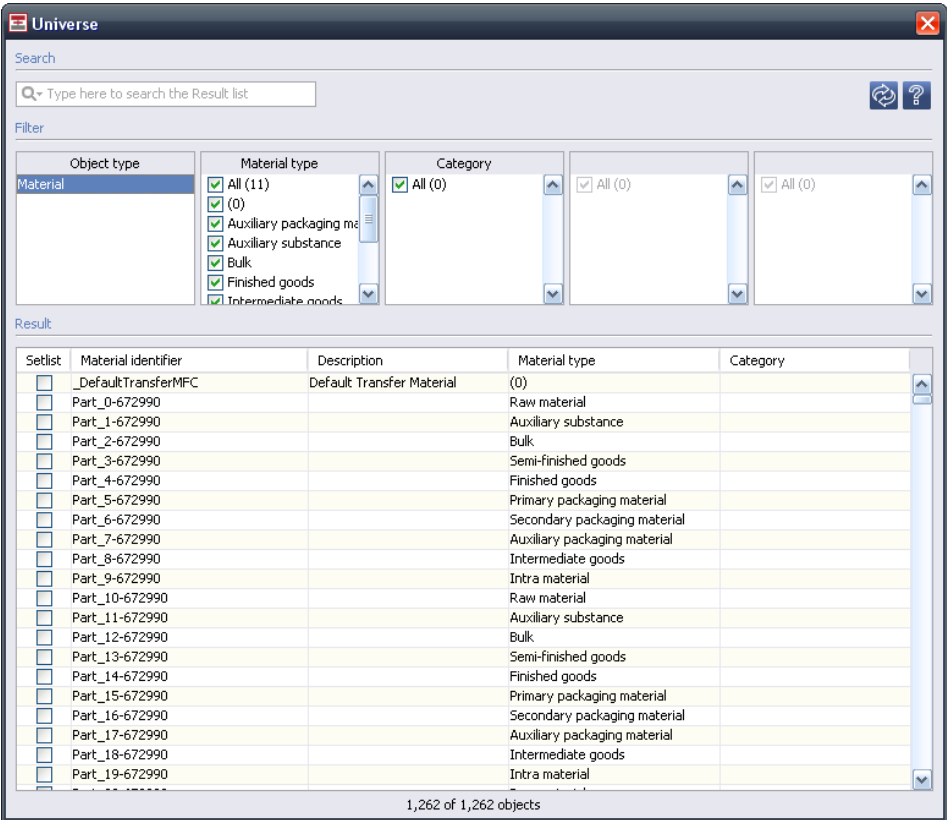 Universe
Search
Type here to search the Result list
Filter
Object type Material type Category
Material All (11) All (0) All (0) All (0)
(0)
Auxiliary packaging ma
Auxiliary substance
Bulk
Finished goods
Intermediate goods
Result
Setlist Material identifier Description Material type Category
_DefaultTransferMFC Default Transfer Material (0)
Part_0-672990 Raw material
Part_1-672990 Auxiliary substance
Part_2-672990 Bulk
Part_3-672990 Semi-finished goods
Part_4-672990 Finished goods
Part_5-672990 Primary packaging material
Part_6-672990 Secondary packaging material
Part_7-672990 Auxiliary packaging material
Part_8-672990 Intermediate goods
Part_9-672990 Intra material
Part_10-672990 Raw material
Part_11-672990 Auxiliary substance
Part_12-672990 Bulk
Part_13-672990 Semi-finished goods
Part_14-672990 Finished goods
Part_15-672990 Primary packaging material
Part_16-672990 Secondary packaging material
Part_17-672990 Auxiliary packaging material
Part_18-672990 Intermediate goods
Part_19-672990 Intra material
1,262 of 1,262 objects